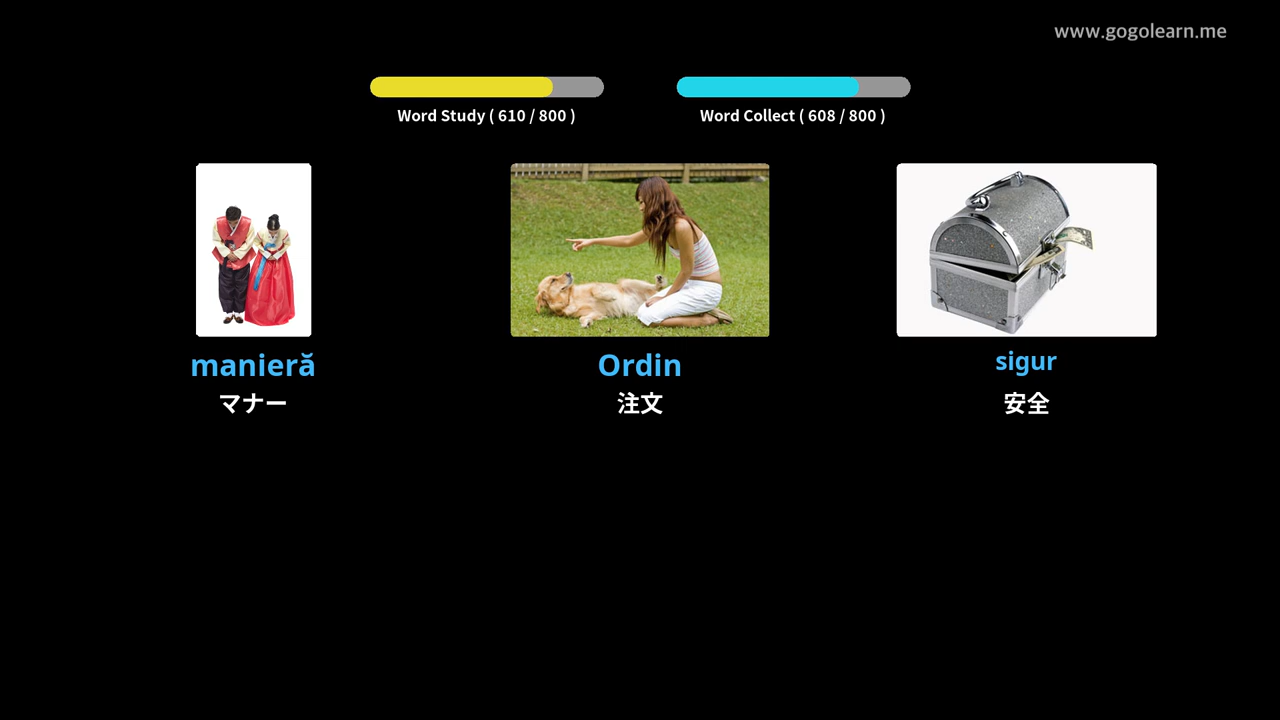 www.gogolearn.me
Word Study ( 610 / 800 )
Word Collect ( 608 / 800 )
manieră
Ordin
sigur
マナー
注文
安全